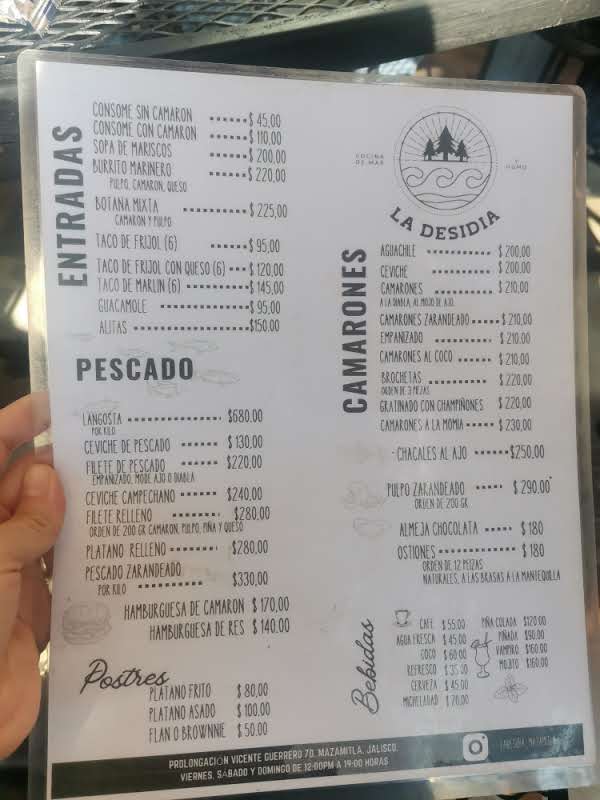 ENTRADAS
CONSOME SIN CAMARON $ 45,00
CONSOME CON CAMARON $ 110,00
SOPA DE MARISCOS $ 200,00
BURRITO MARINERO $ 220,00
PULPO, CAMARON, QUESO
BOTANA MIXTA $ 225,00
CAMARON Y PULPO
TACO DE FRIJOL (6) $ 95,00
TACO DE FRIJOL CON QUESO (6) $ 120,00
TACO DE MARLIN (6) $ 145,00
GUACAMOLE $ 95,00
ALITAS $150.00
PESCADO
LANGOSTA $680.00
POR KILO
CEVICHE DE PESCADO $ 130,00
FILETE DE PESCADO $220,00
EMPANIZADO, MODE AJO O DIABLA
CEVICHE CAMPECHANO $240,00
FILETE RELLENO $280,00
ORDEN DE 200 GR CAMARON, PULPO, PIÑA Y QUESO
PLATANO RELLENO $280,00
PESCADO ZARANDEADO $330,00
POR KILO
HAMBURGUESA DE CAMARON $ 170,00
HAMBURGUESA DE RES $ 140.00
Postres
PLATANO FRITO $ 80,00
PLATANO ASADO $ 100.00
FLAN O BROWNNIE $ 50.00
COCINA DE MAR
Y HUMO
LA DESIDIA
CAMARONES
AGUACHILE $ 200,00
CEVICHE $ 200,00
CAMARONES $ 210,00
A LA DIABLA, AL MOJO DE AJO,
CAMARONES ZARANDEADO $ 210,00
EMPANIZADO $ 210,00
CAMARONES AL COCO $ 210,00
BROCHETAS $ 220,00
ORDEN DE 3 PIEZAS
GRATINADO CON CHAMPIÑONES $ 220,00
CAMARONES A LA MOMIA $ 230,00
CHACALES AL AJO $250,00
PULPO ZARANDEADO $ 290.00
ORDEN DE 200 GR
ALMEJA CHOCOLATA $ 180
OSTIONES $ 180
ORDEN DE 12 PEIZAS
NATURALES, A LAS BRASAS A LA MANTEQUILLA
Bebidas
CAFE $ 55.00
AGUA FRESCA $ 45.00
COCO $ 60.00
REFRESCO $ 35.00
CERVEZA $ 45,00
MICHELADAD $ 70,00
PIÑA COLADA $120.00
PIÑADA $90.00
VAMPIRO $160.00
MOJITO $160,00
PROLONGACIÓN VICENTE GUERRERO 70, MAZAMITLA, JALISCO.
VIERNES, SABADO Y DOMINGO DE 12:00PM A 19:00 HORAS